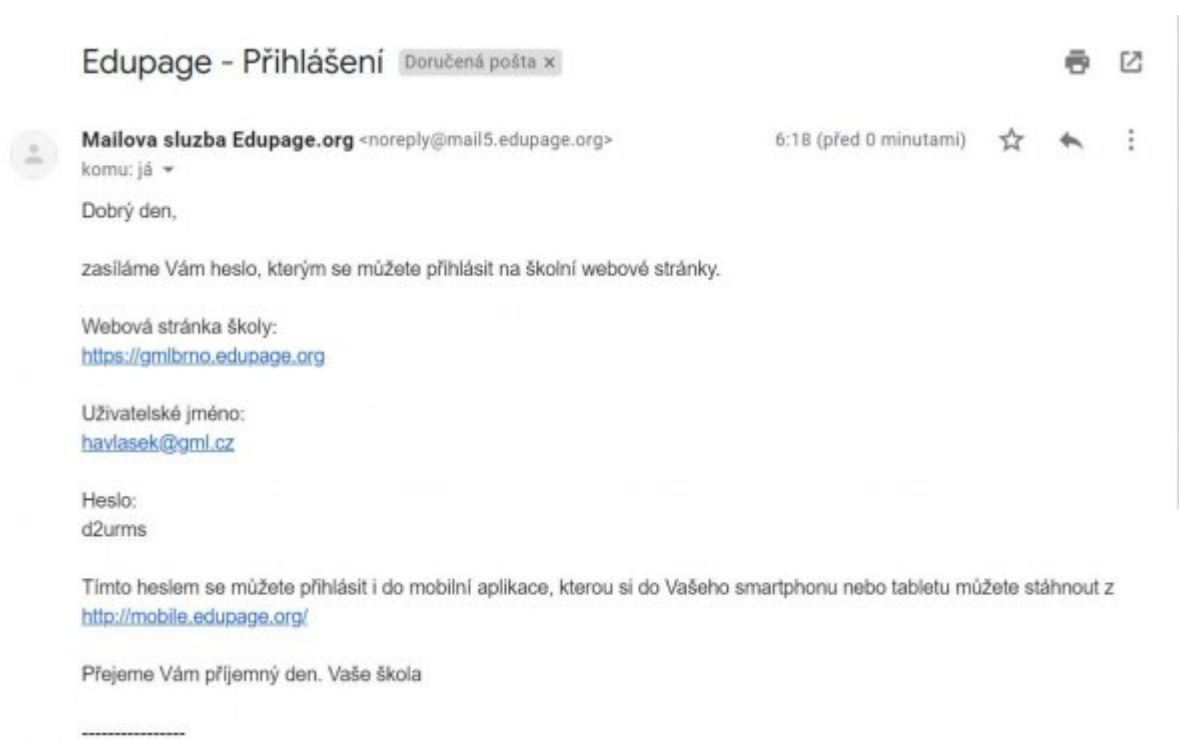 Edupage - Přihlášení Doručená pošta x
Mailova sluzba Edupage.org <noreply@mail5.edupage.org> 6:18 (před 0 minutami)
komu: já
Dobrý den,
zasíláme Vám heslo, kterým se můžete přihlásit na školní webové stránky.
Webová stránka školy:
https://gmlbrno.edupage.org
Uživatelské jméno:
havlasek@gml.cz
Heslo:
d2urms
Tímto heslem se můžete přihlásit i do mobilní aplikace, kterou si do Vašeho smartphonu nebo tabletu můžete stáhnout z
http://mobile.edupage.org/
Přejeme Vám příjemný den. Vaše škola
----------------